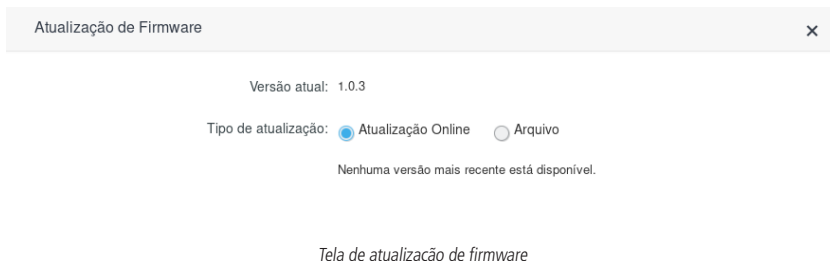 Atualização de Firmware ×
Versão atual: 1.0.3
Tipo de atualização: Atualização Online Arquivo
Nenhuma versão mais recente está disponível.
Tela de atualização de firmware